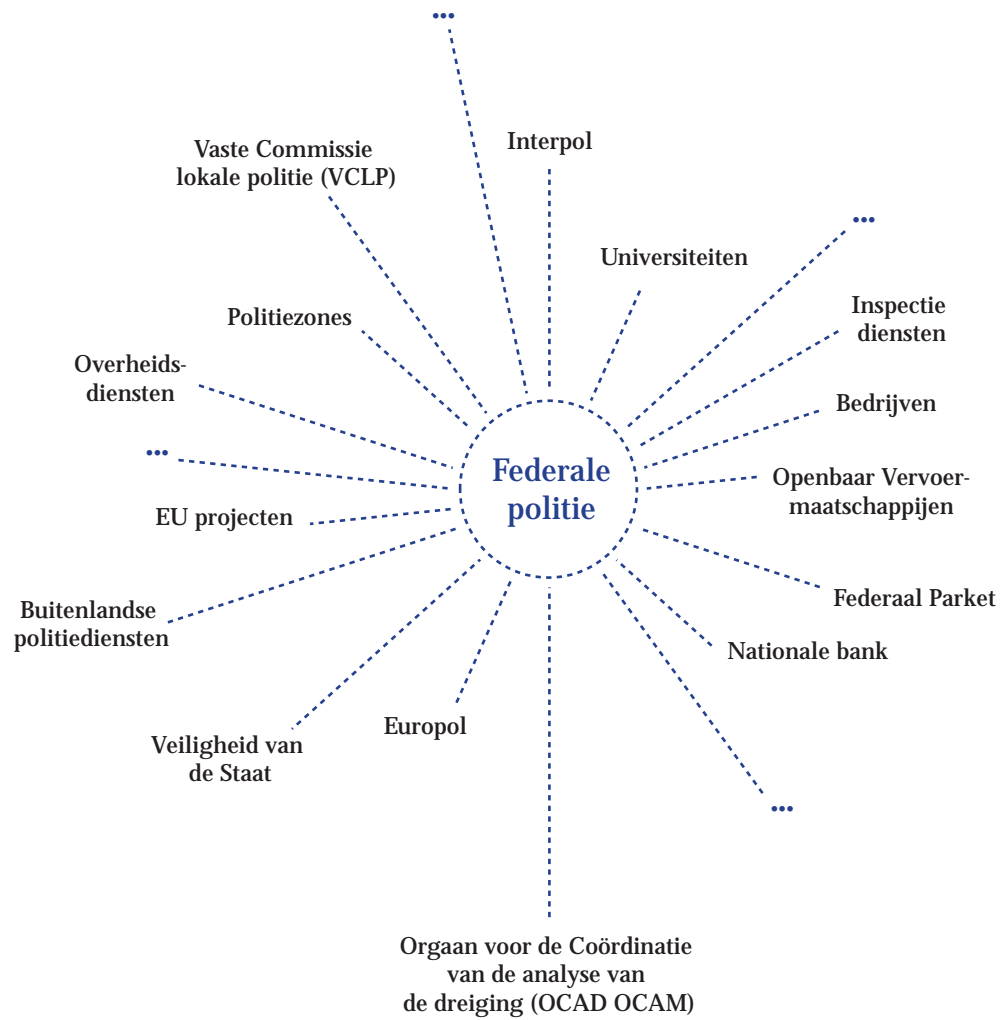 •••
Interpol
Vaste Commissie
lokale politie (VCLP)
•••
Universiteiten
Inspectie
diensten
Politiezones
Overheids-
diensten
Bedrijven
•••
Federale
politie
Openbaar Vervoer-
maatschappijen
EU projecten
Federaal Parket
Buitenlandse
politiediensten
Nationale bank
Europol
Veiligheid van
de Staat
•••
Orgaan voor de Coördinatie
van de analyse van
de dreiging (OCAD OCAM)